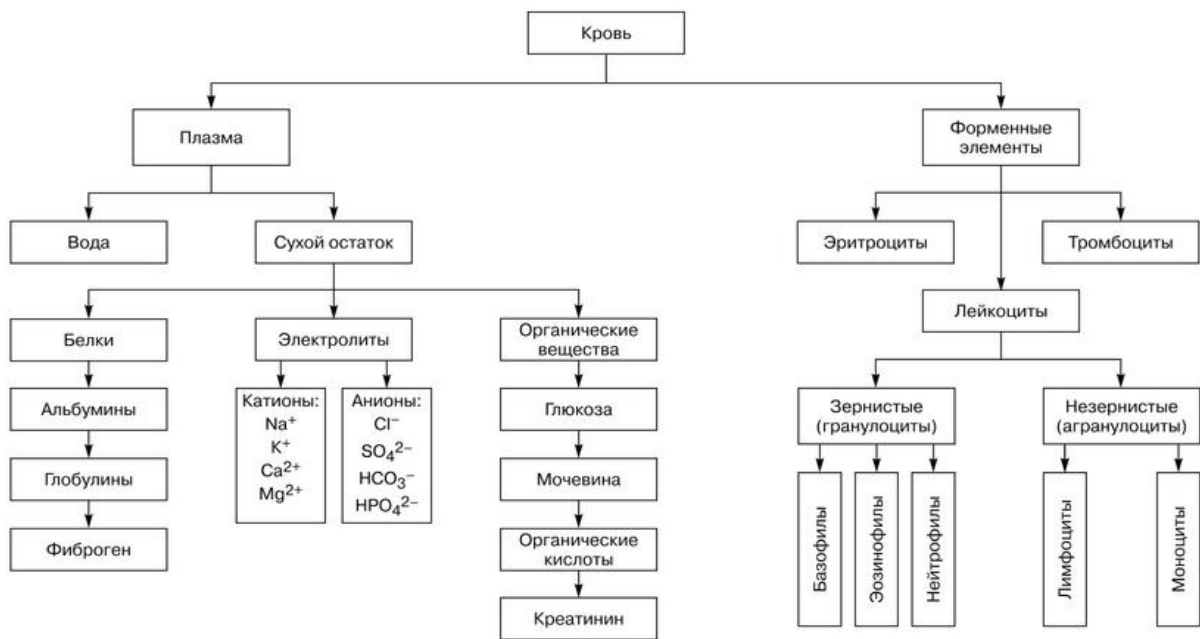 Кровь
Плазма
Форменные
элементы
Вода
Сухой остаток
Эритроциты
Тромбоциты
Лейкоциты
Белки
Электролиты
Органические
вещества
Альбумины
Глобулины
Фиброген
Катионы:
Na⁺
K⁺
Ca²⁺
Mg²⁺
Анионы:
Cl⁻
SO₄²⁻
HCO₃⁻
HPO₄²⁻
Глюкоза
Мочевина
Органические
кислоты
Креатинин
Зернистые
(гранулоциты)
Незернистые
(агранулоциты)
Базофилы
Эозинофилы
Нейтрофилы
Лимфоциты
Моноциты